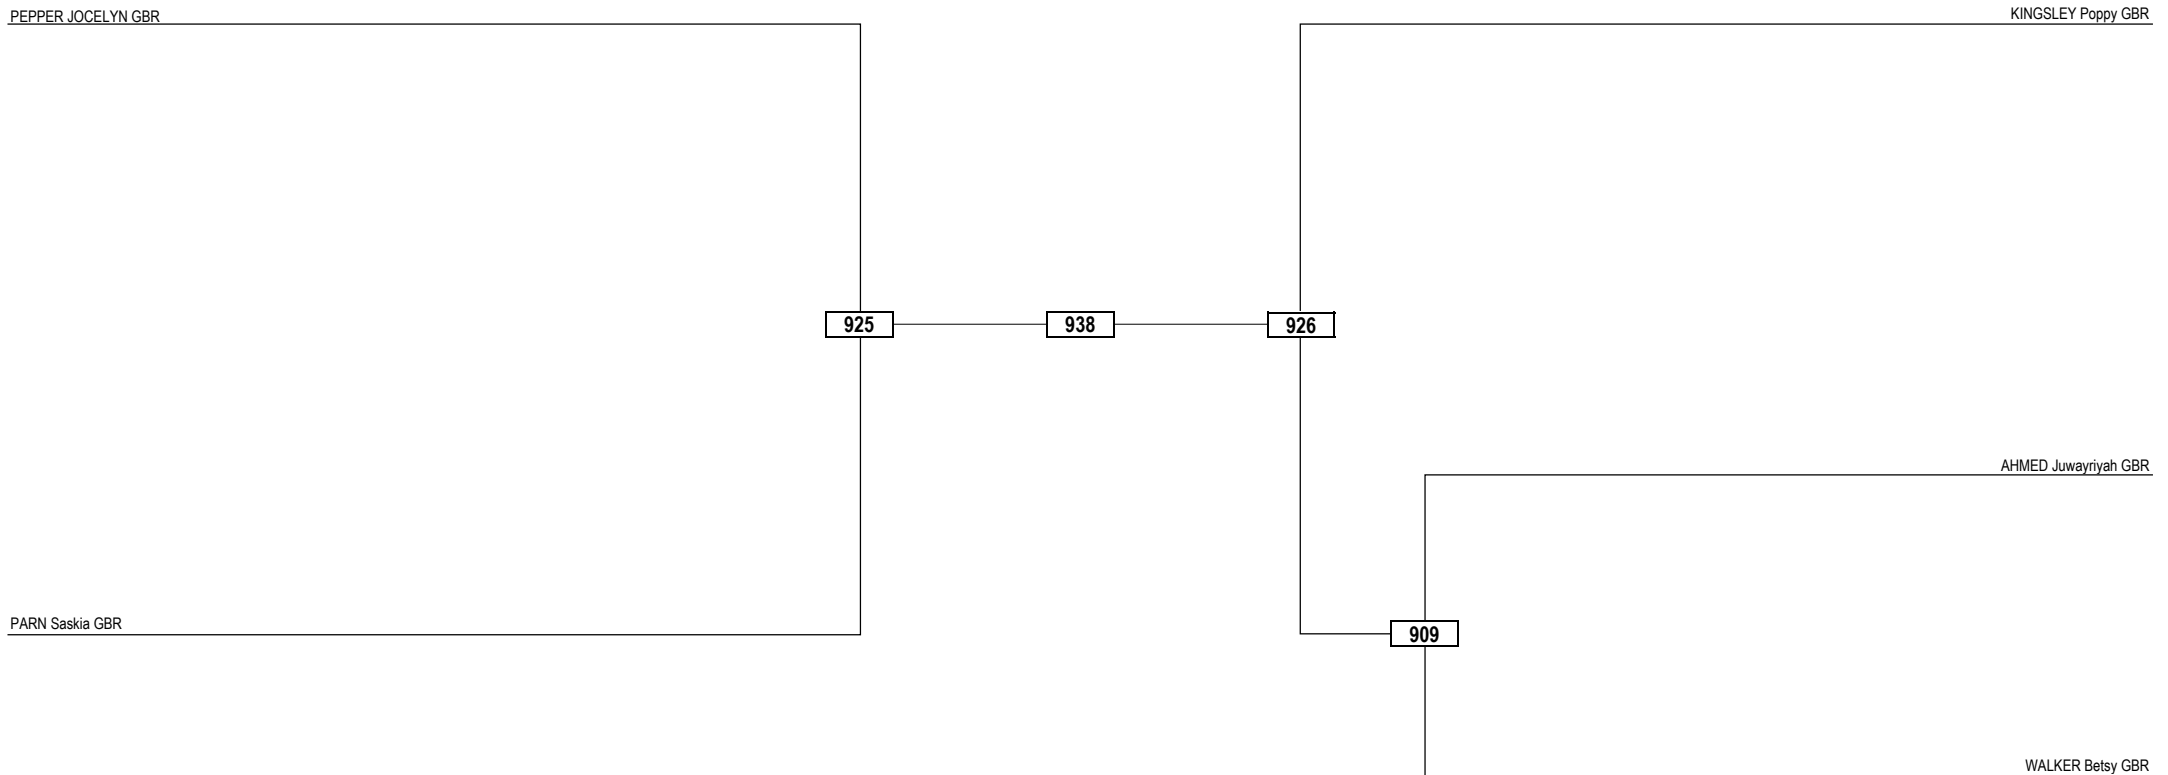 PEPPER JOCELYN GBR
KINGSLEY Poppy GBR
925
938
926
AHMED Juwayriyah GBR
PARN Saskia GBR
909
WALKER Betsy GBR